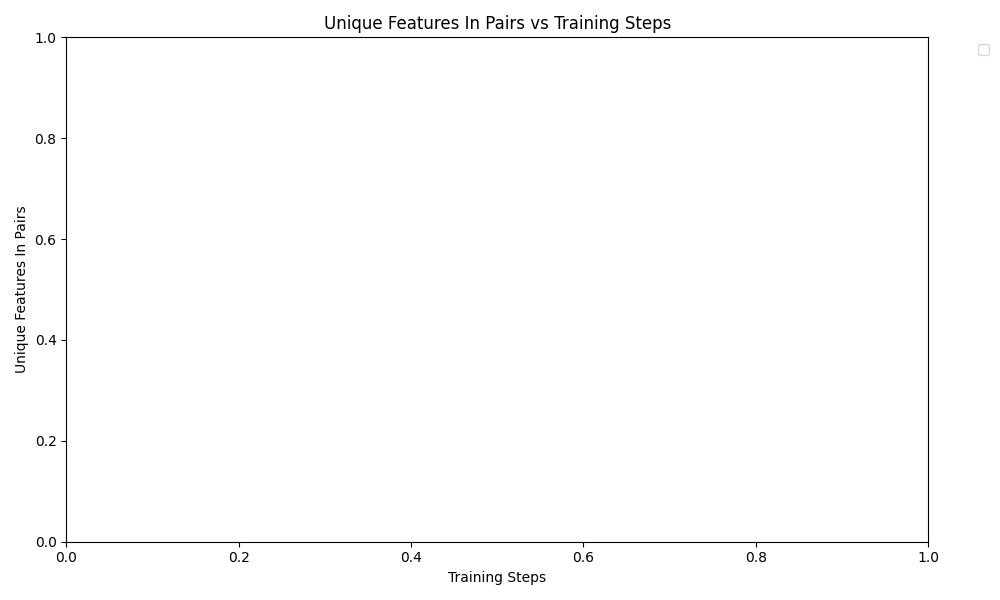 Unique Features In Pairs vs Training Steps
1.0
0.8
0.6
0.4
0.2
0.0
Unique Features In Pairs
0.0 0.2 0.4 0.6 0.8 1.0
Training Steps